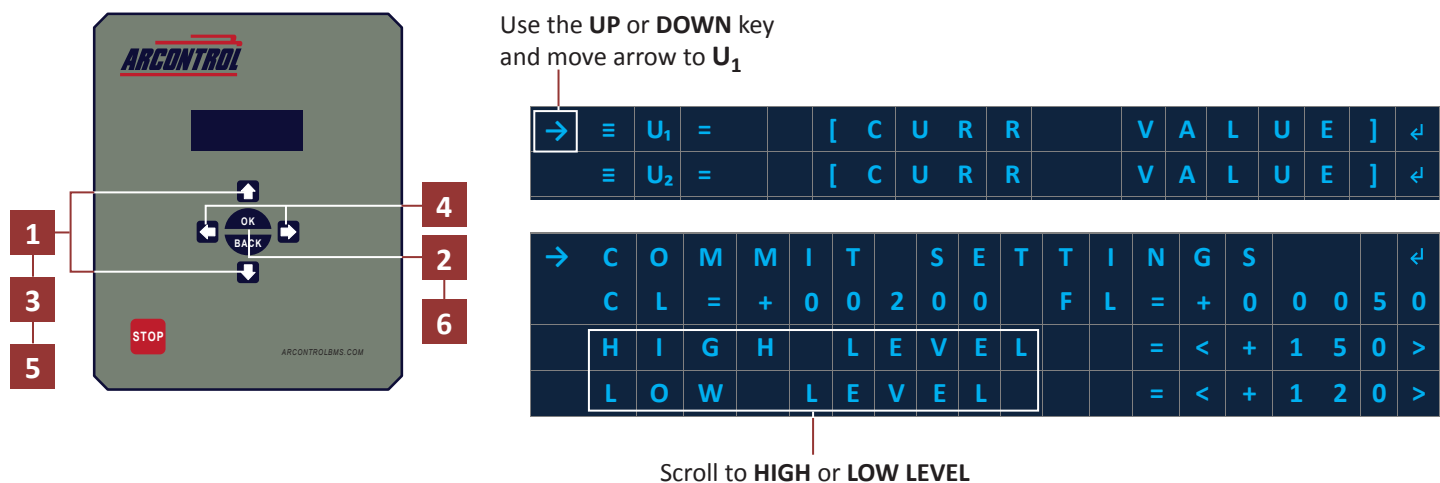 Use the UP or DOWN key
and move arrow to U₁
ARCONTROL
→ ≡ U₁ = [ CURR VALUE ] ↲
≡ U₂ = [ CURR VALUE ] ↲
OK
BACK
1
3
5
4
2
6
→ COMMIT SETTINGS ↲
CL=+00200 FL=+00050
HIGH LEVEL =<+150>
LOW LEVEL =<+120>
STOP
ARCONTROLBMS.COM
Scroll to HIGH or LOW LEVEL